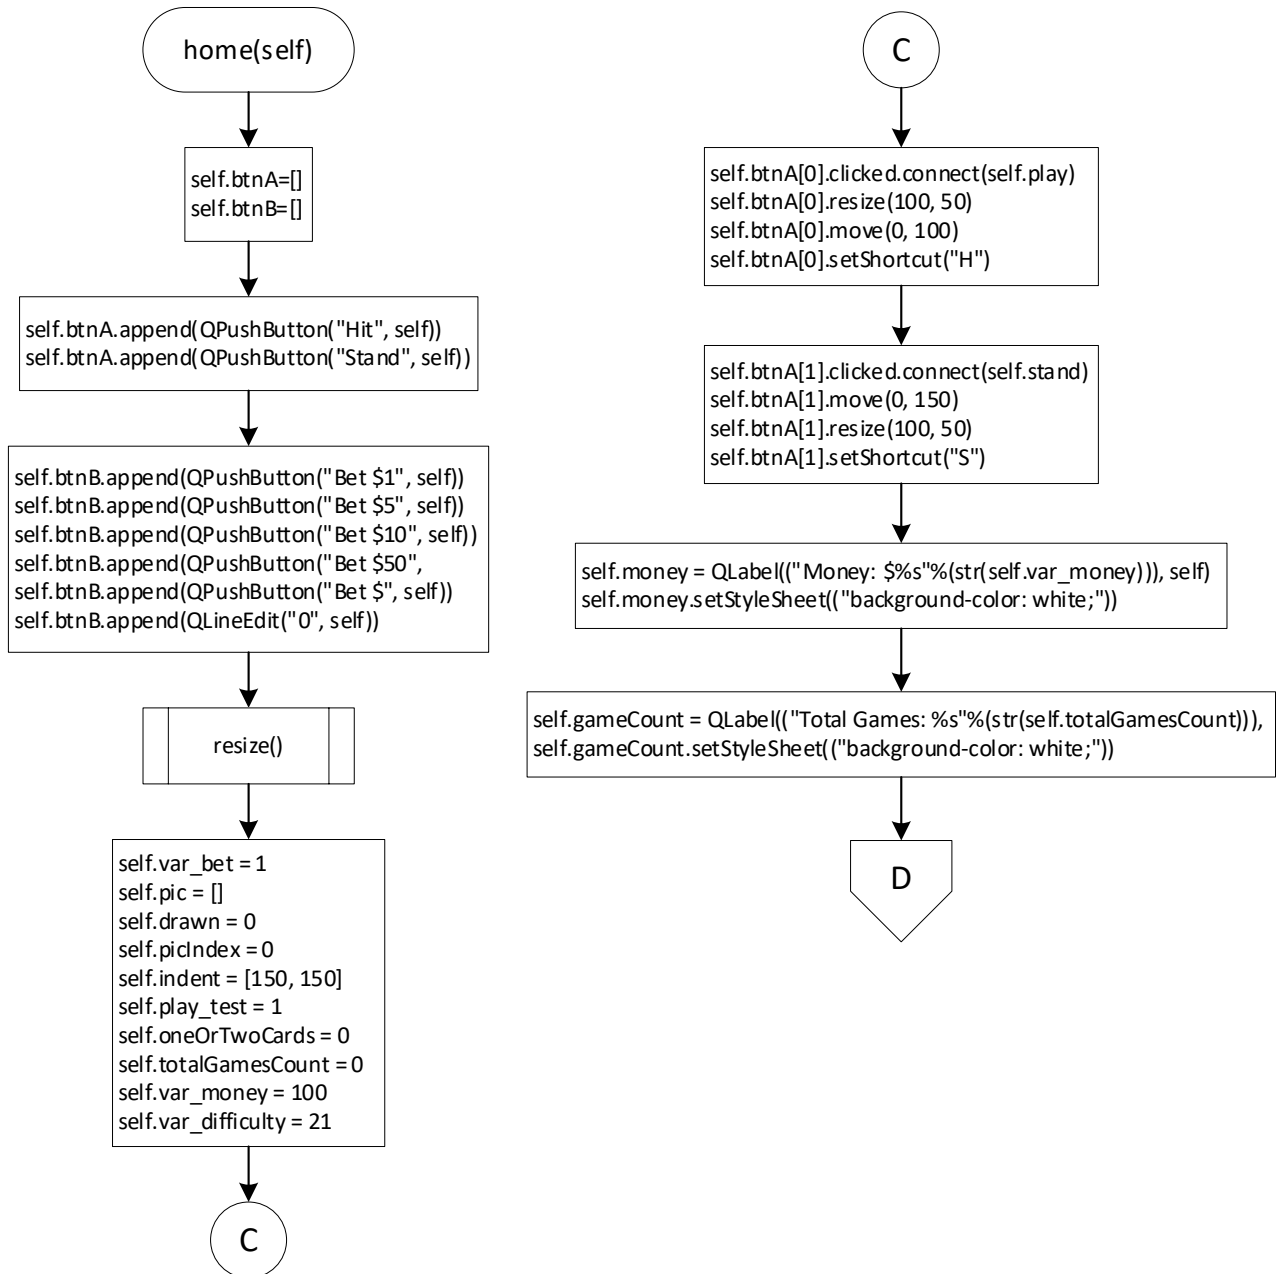 home(self)
self.btnA=[]
self.btnB=[]
self.btnA.append(QPushButton("Hit", self))
self.btnA.append(QPushButton("Stand", self))
self.btnB.append(QPushButton("Bet $1", self))
self.btnB.append(QPushButton("Bet $5", self))
self.btnB.append(QPushButton("Bet $10", self))
self.btnB.append(QPushButton("Bet $50",
self.btnB.append(QPushButton("Bet $", self))
self.btnB.append(QLineEdit("0", self))
resize()
self.var_bet = 1
self.pic = []
self.drawn = 0
self.picIndex = 0
self.indent = [150, 150]
self.play_test = 1
self.oneOrTwoCards = 0
self.totalGamesCount = 0
self.var_money = 100
self.var_difficulty = 21
C
C
self.btnA[0].clicked.connect(self.play)
self.btnA[0].resize(100, 50)
self.btnA[0].move(0, 100)
self.btnA[0].setShortcut("H")
self.btnA[1].clicked.connect(self.stand)
self.btnA[1].move(0, 150)
self.btnA[1].resize(100, 50)
self.btnA[1].setShortcut("S")
self.money = QLabel(("Money: $%s"%(str(self.var_money))), self)
self.money.setStyleSheet(("background-color: white;"))
self.gameCount = QLabel(("Total Games: %s"%(str(self.totalGamesCount))),
self.gameCount.setStyleSheet(("background-color: white;"))
D